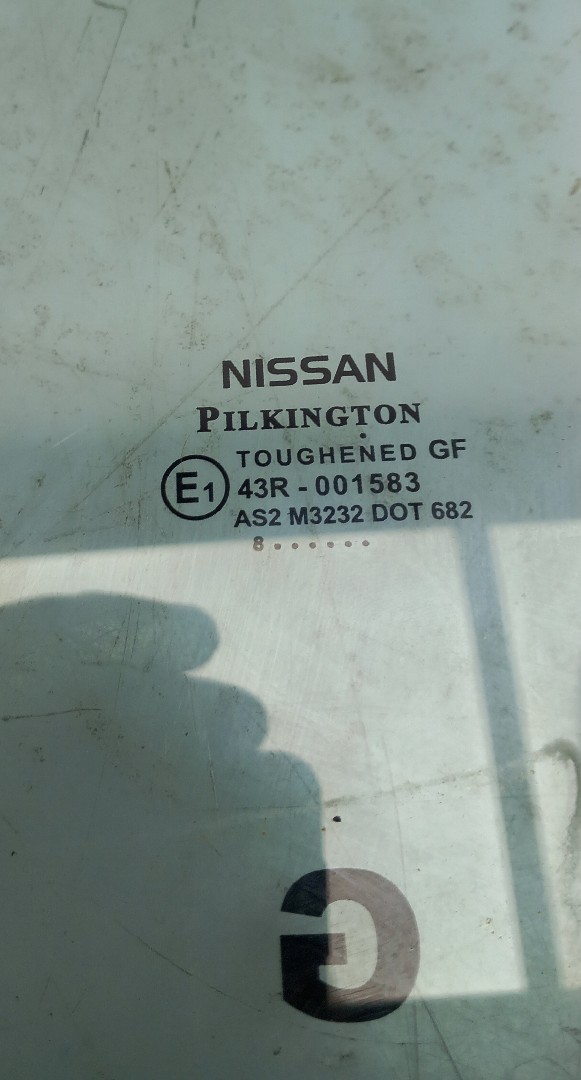 NISSAN
PILKINGTON
TOUGHENED GF
E1 43R - 001583
AS2 M3232 DOT 682
8 . . . . . .
G